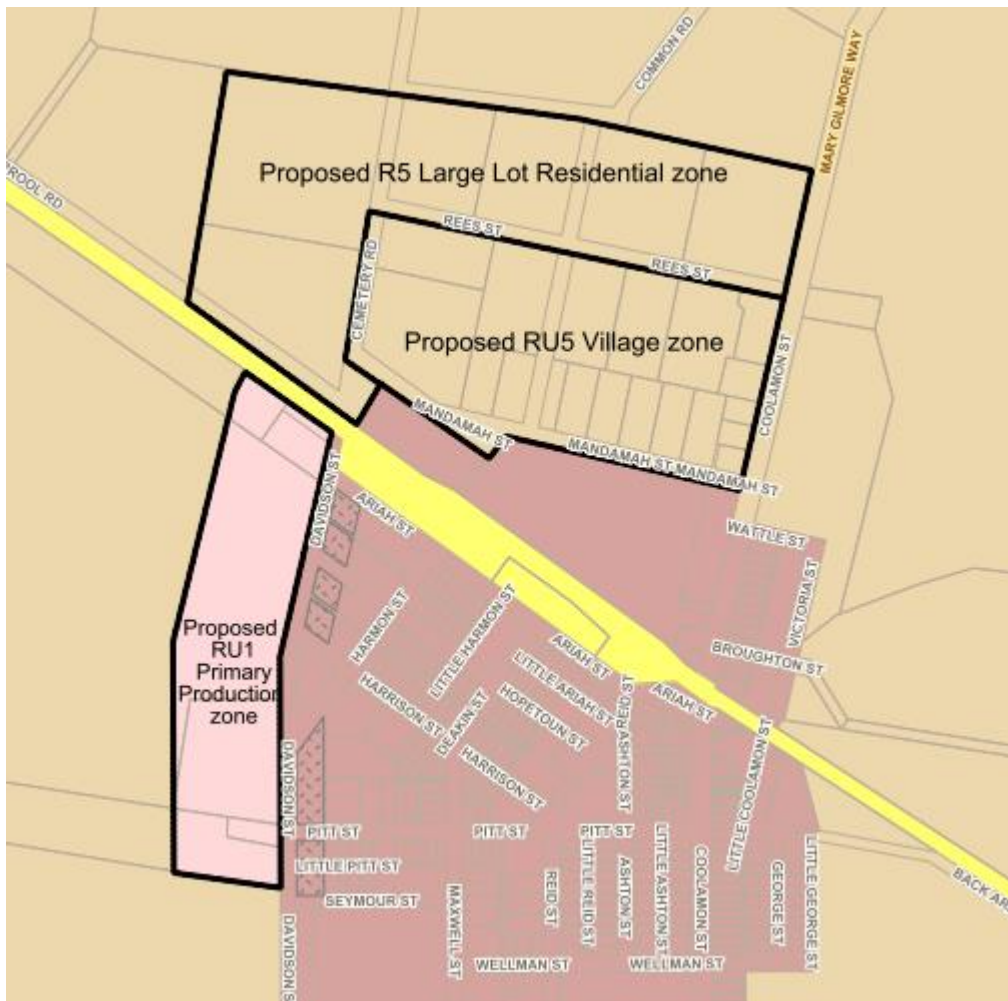 COMMON RD
MARY GILMORE WAY
PROOL RD
Proposed R5 Large Lot Residential zone
REES ST
REES ST
CEMETERY RD
Proposed RU5 Village zone
COOLAMON ST
MANDAMAH ST
MANDAMAH ST
MANDAMAH ST
DAVIDSON ST
ARIAH ST
WATTLE ST
VICTORIA ST
HARMON ST
LITTLE HARMON ST
ARIAH ST
BROUGHTON ST
Proposed
RU1
Primary
Production
zone
HARRISON ST
LITTLE ARIAH ST
REID ST
ARIAH ST
HOPETOUN ST
DEAKIN ST
ASHTON ST
HARRISON ST
LITTLE COOLAMON ST
DAVIDSON ST
PITT ST
PITT ST
PITT ST
LITTLE PITT ST
SEYMOUR ST
MAXWELL ST
REID ST
LITTLE REID ST
ASHTON ST
LITTLE ASHTON ST
COOLAMON ST
GEORGE ST
LITTLE GEORGE ST
BACK AR
WELLMAN ST
WELLMAN ST
DAVIDSON S